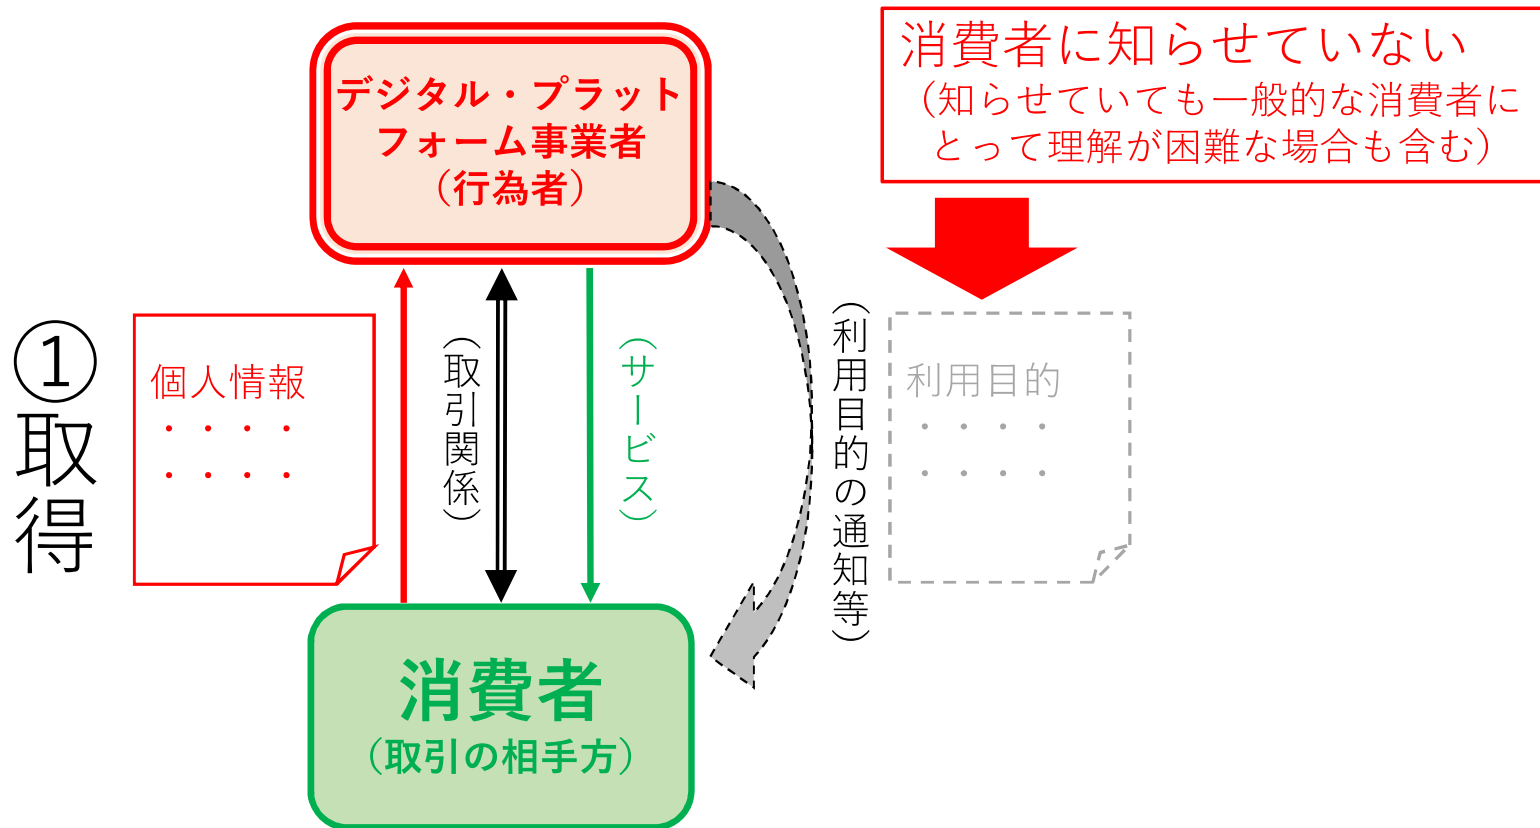 デジタル・プラット
フォーム事業者
（行為者）
消費者に知らせていない
（知らせていても一般的な消費者に
とって理解が困難な場合も含む）
①取得
個人情報
・・・・
・・・・
（取引関係）
（サービス）
（利用目的の通知等）
利用目的
・・・・
・・・・
消費者
（取引の相手方）